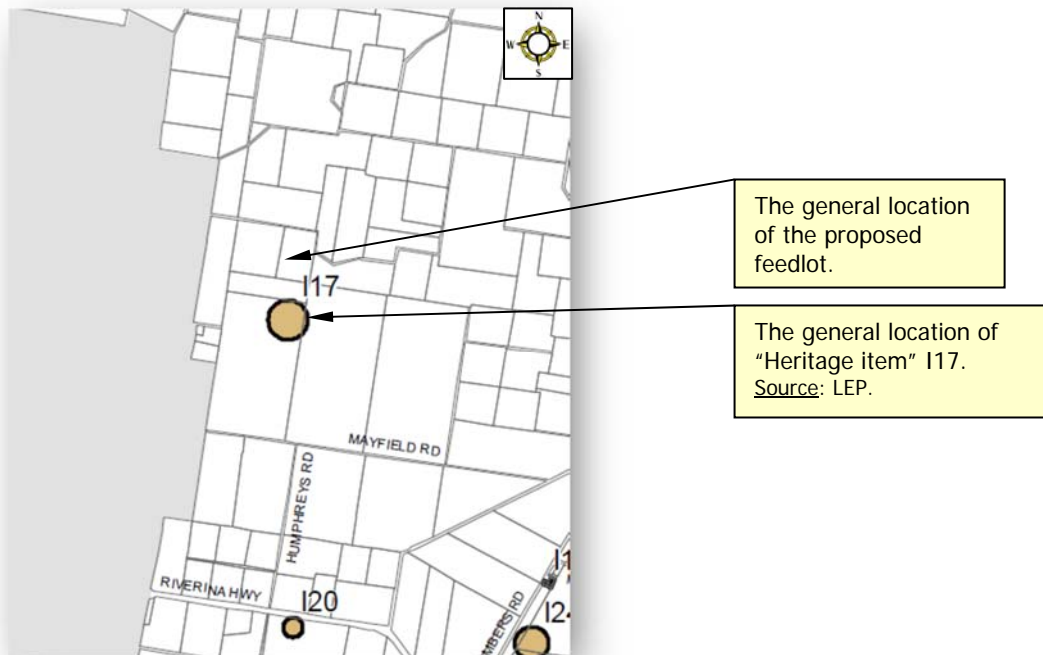 N
W E
S
The general location
of the proposed
feedlot.
I17
The general location of
“Heritage item” I17.
Source: LEP.
MAYFIELD RD
HUMPHREYS RD
RIVERINA HWY
I20